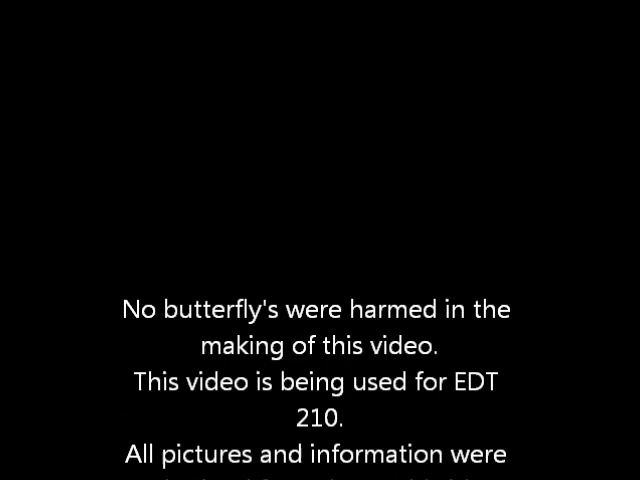 No butterfly's were harmed in the
making of this video.
This video is being used for EDT
210.
All pictures and information were